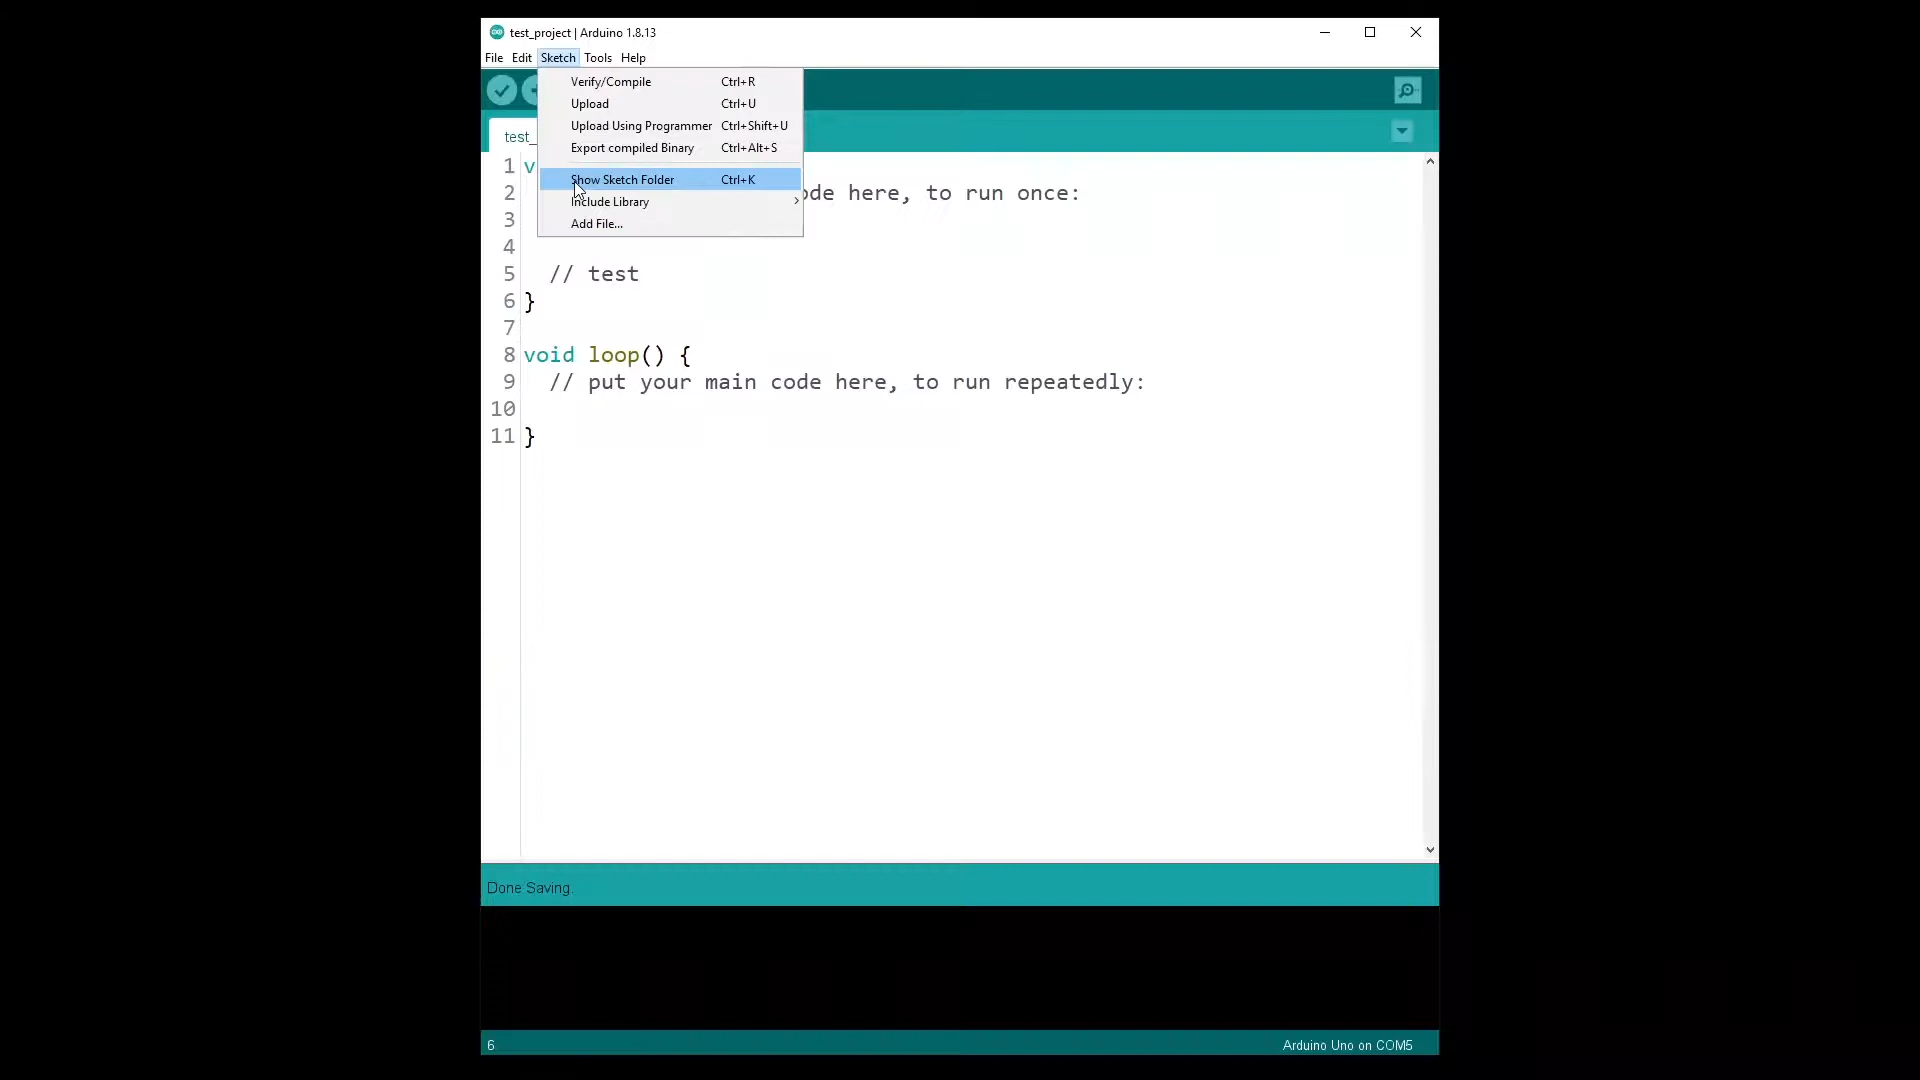 test_project | Arduino 1.8.13
File Edit Sketch Tools Help
Verify/Compile Ctrl+R
Upload Ctrl+U
Upload Using Programmer Ctrl+Shift+U
Export compiled Binary Ctrl+Alt+S
Show Sketch Folder Ctrl+K
Include Library
Add File...
test_
1 v
2 ode here, to run once:
3
4
5 // test
6 }
7
8 void loop() {
9 // put your main code here, to run repeatedly:
10
11 }
Done Saving.
6 Arduino Uno on COM5